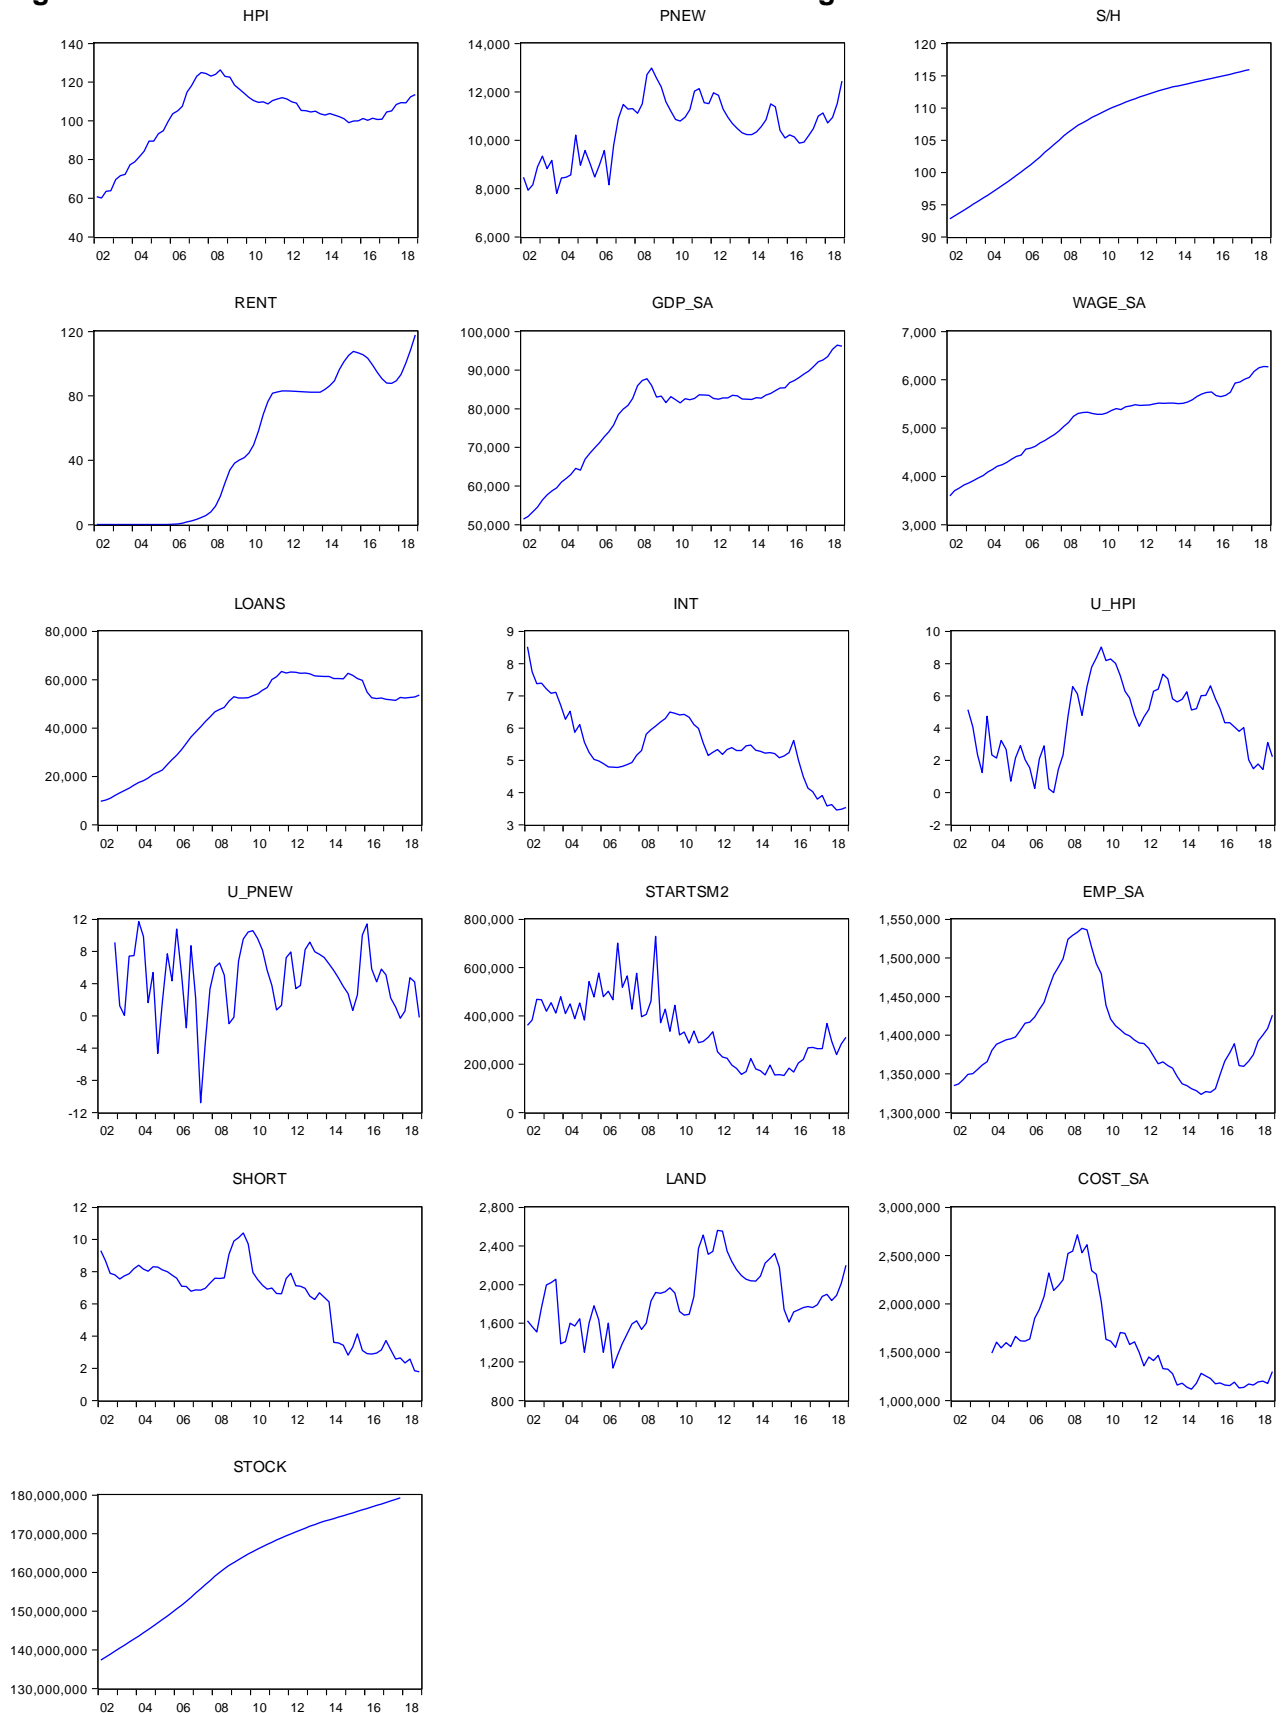 g g
HPI PNEW S/H
140 14,000 120
120 12,000 115
100 10,000 110
105
80 100
60 8,000 95
40 6,000 90
02 04 06 08 10 12 14 16 18 02 04 06 08 10 12 14 16 18 02 04 06 08 10 12 14 16 18
RENT GDP_SA WAGE_SA
120 100,000 7,000
90,000 6,000
80 80,000
70,000 5,000
40 60,000 4,000
0 50,000 3,000
02 04 06 08 10 12 14 16 18 02 04 06 08 10 12 14 16 18 02 04 06 08 10 12 14 16 18
LOANS INT U_HPI
80,000 9 10
8 8
60,000 7 6
40,000 6 4
5 2
20,000 4 0
0 3 -2
02 04 06 08 10 12 14 16 18 02 04 06 08 10 12 14 16 18 02 04 06 08 10 12 14 16 18
U_PNEW STARTSM2 EMP_SA
12 800,000 1,550,000
8 600,000 1,500,000
4 1,450,000
0 400,000
-4 200,000 1,400,000
-8 1,350,000
-12 0 1,300,000
02 04 06 08 10 12 14 16 18 02 04 06 08 10 12 14 16 18 02 04 06 08 10 12 14 16 18
SHORT LAND COST_SA
12 2,800 3,000,000
10 2,400 2,500,000
8 2,000
6 2,000,000
4 1,600 1,500,000
2 1,200
0 800 1,000,000
02 04 06 08 10 12 14 16 18 02 04 06 08 10 12 14 16 18 02 04 06 08 10 12 14 16 18
STOCK
180,000,000
170,000,000
160,000,000
150,000,000
140,000,000
130,000,000
02 04 06 08 10 12 14 16 18